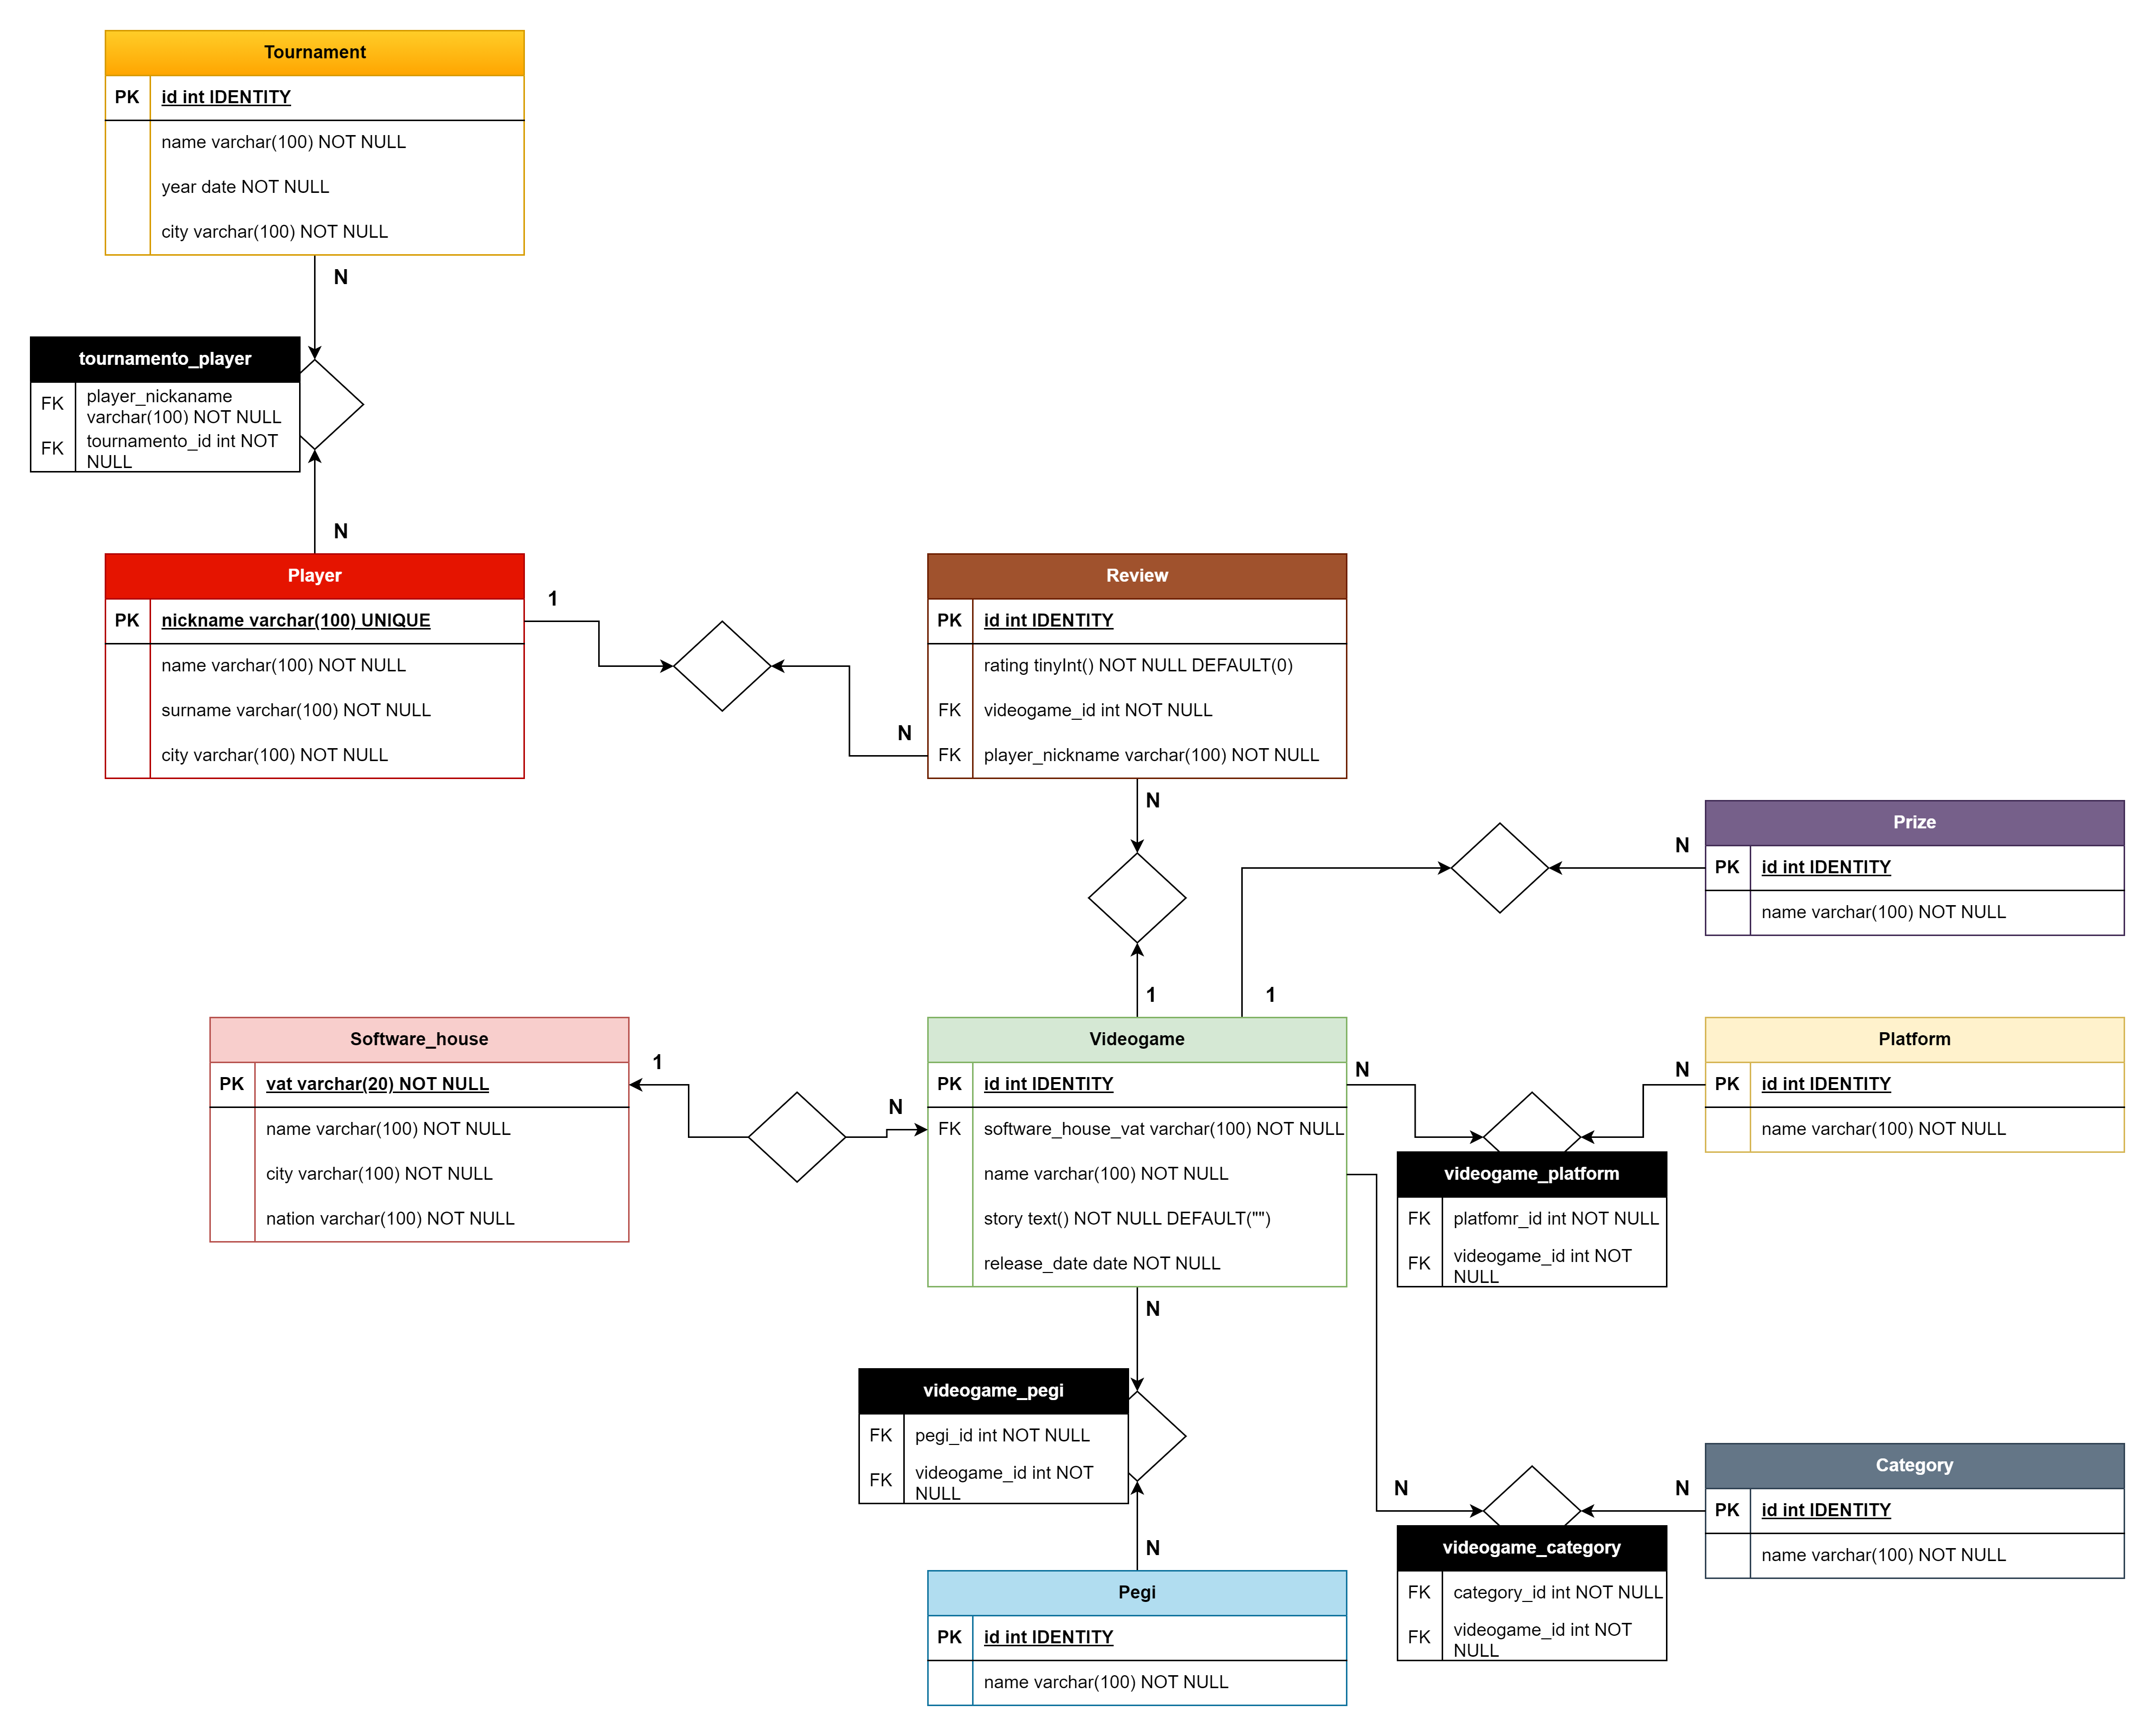 Tournament
PK id int IDENTITY
name varchar(100) NOT NULL
year date NOT NULL
city varchar(100) NOT NULL
N
tournamento_player
FK player_nickaname
varchar(100) NOT NULL
FK tournamento_id int NOT
NULL
N
Player
PK nickname varchar(100) UNIQUE
name varchar(100) NOT NULL
surname varchar(100) NOT NULL
city varchar(100) NOT NULL
1
N
Review
PK id int IDENTITY
rating tinyInt() NOT NULL DEFAULT(0)
FK videogame_id int NOT NULL
FK player_nickname varchar(100) NOT NULL
N
1
Prize
PK id int IDENTITY
name varchar(100) NOT NULL
N
1
Software_house
PK vat varchar(20) NOT NULL
name varchar(100) NOT NULL
city varchar(100) NOT NULL
nation varchar(100) NOT NULL
1
N
Videogame
PK id int IDENTITY
FK software_house_vat varchar(100) NOT NULL
name varchar(100) NOT NULL
story text() NOT NULL DEFAULT("")
release_date date NOT NULL
N
N
Platform
PK id int IDENTITY
name varchar(100) NOT NULL
videogame_platform
FK platfomr_id int NOT NULL
FK videogame_id int NOT
NULL
N
videogame_pegi
FK pegi_id int NOT NULL
FK videogame_id int NOT
NULL
N
Pegi
PK id int IDENTITY
name varchar(100) NOT NULL
N
N
Category
PK id int IDENTITY
name varchar(100) NOT NULL
videogame_category
FK category_id int NOT NULL
FK videogame_id int NOT
NULL